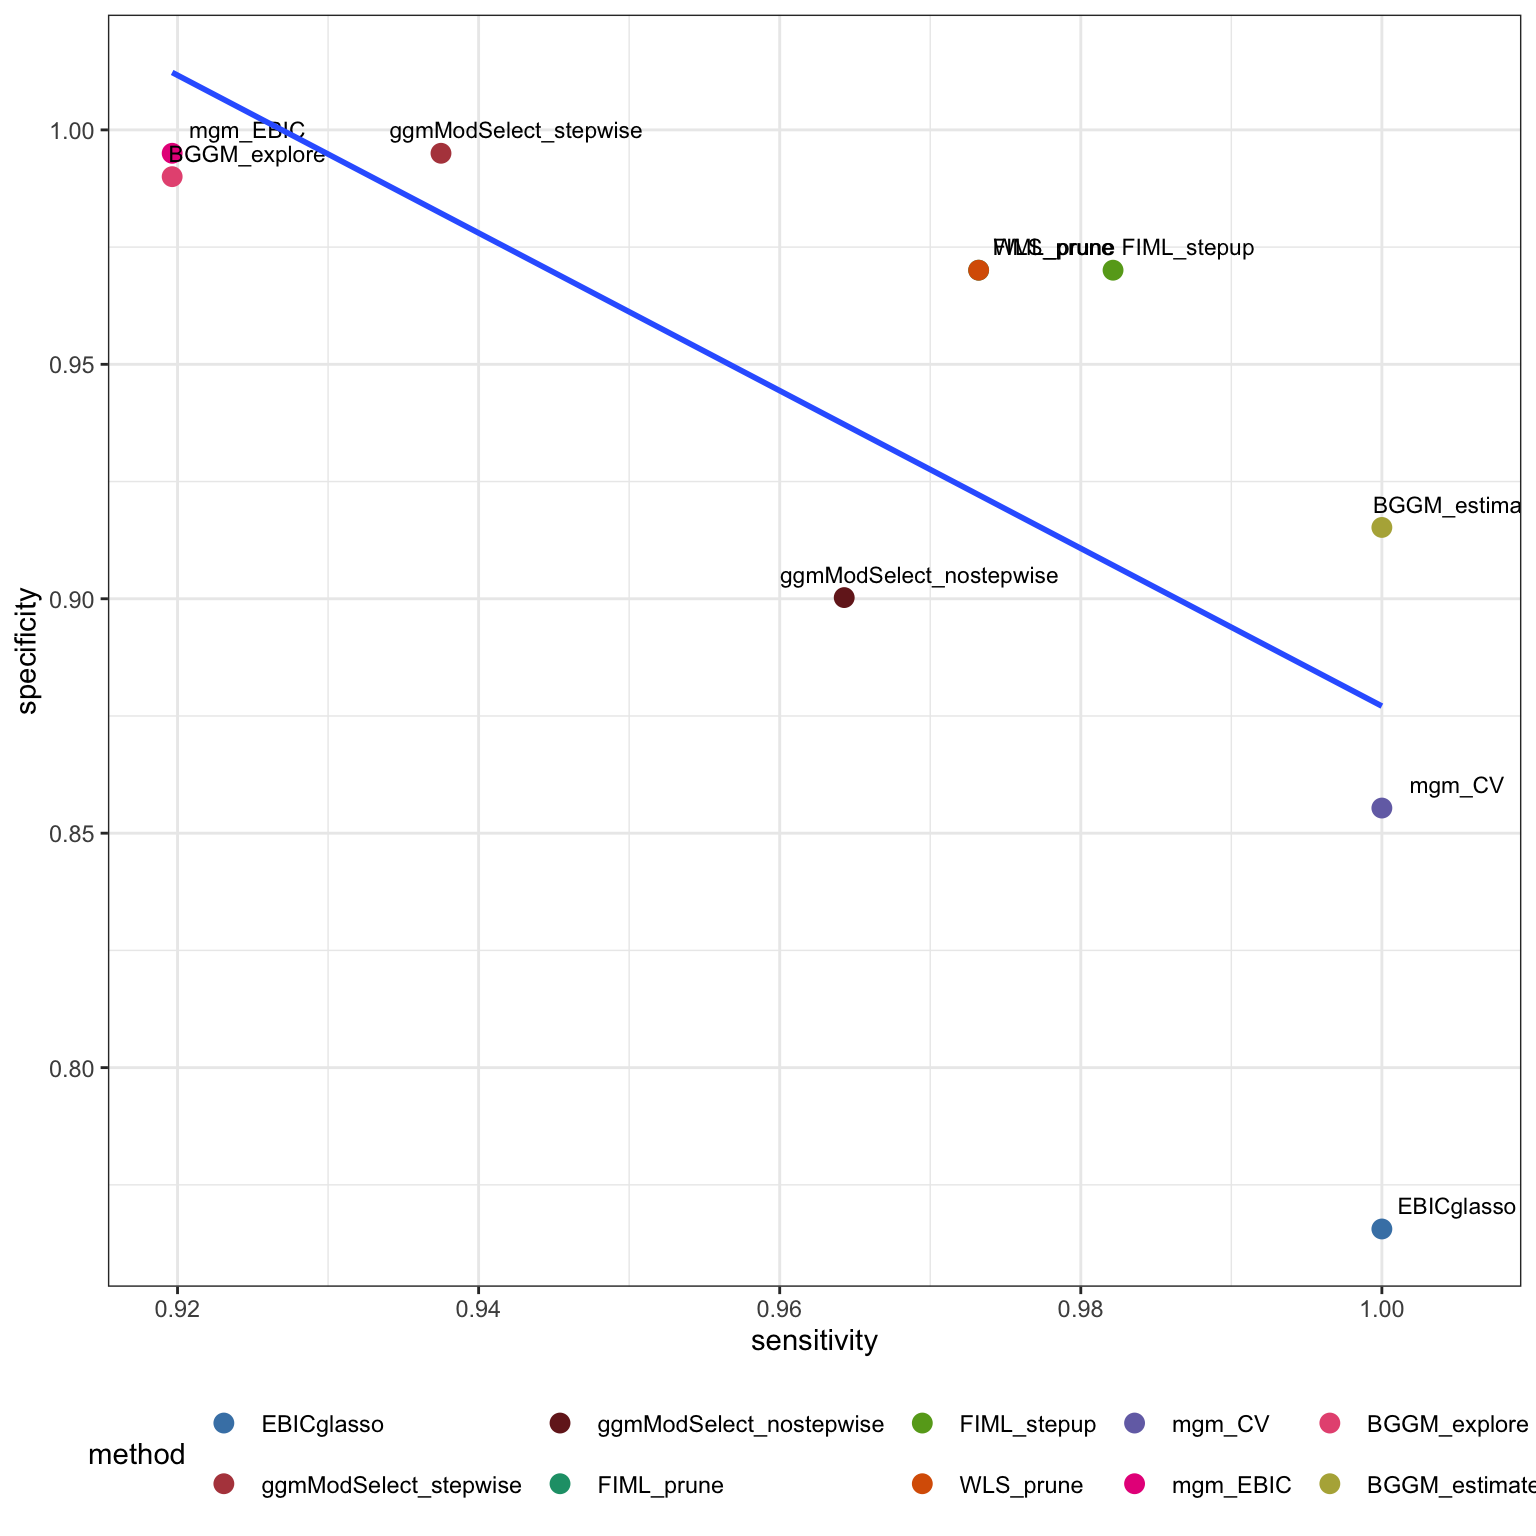 1.00
0.95
0.90
0.85
0.80
specificity
mgm_EBIC
BGGM_explore
ggmModSelect_stepwise
WLS_prune
FIML_prune
FIML_stepup
BGGM_estima
ggmModSelect_nostepwise
mgm_CV
EBICglasso
0.92 0.94 0.96 0.98 1.00
sensitivity
method
EBICglasso ggmModSelect_nostepwise FIML_stepup mgm_CV BGGM_explore
ggmModSelect_stepwise FIML_prune WLS_prune mgm_EBIC BGGM_estimate